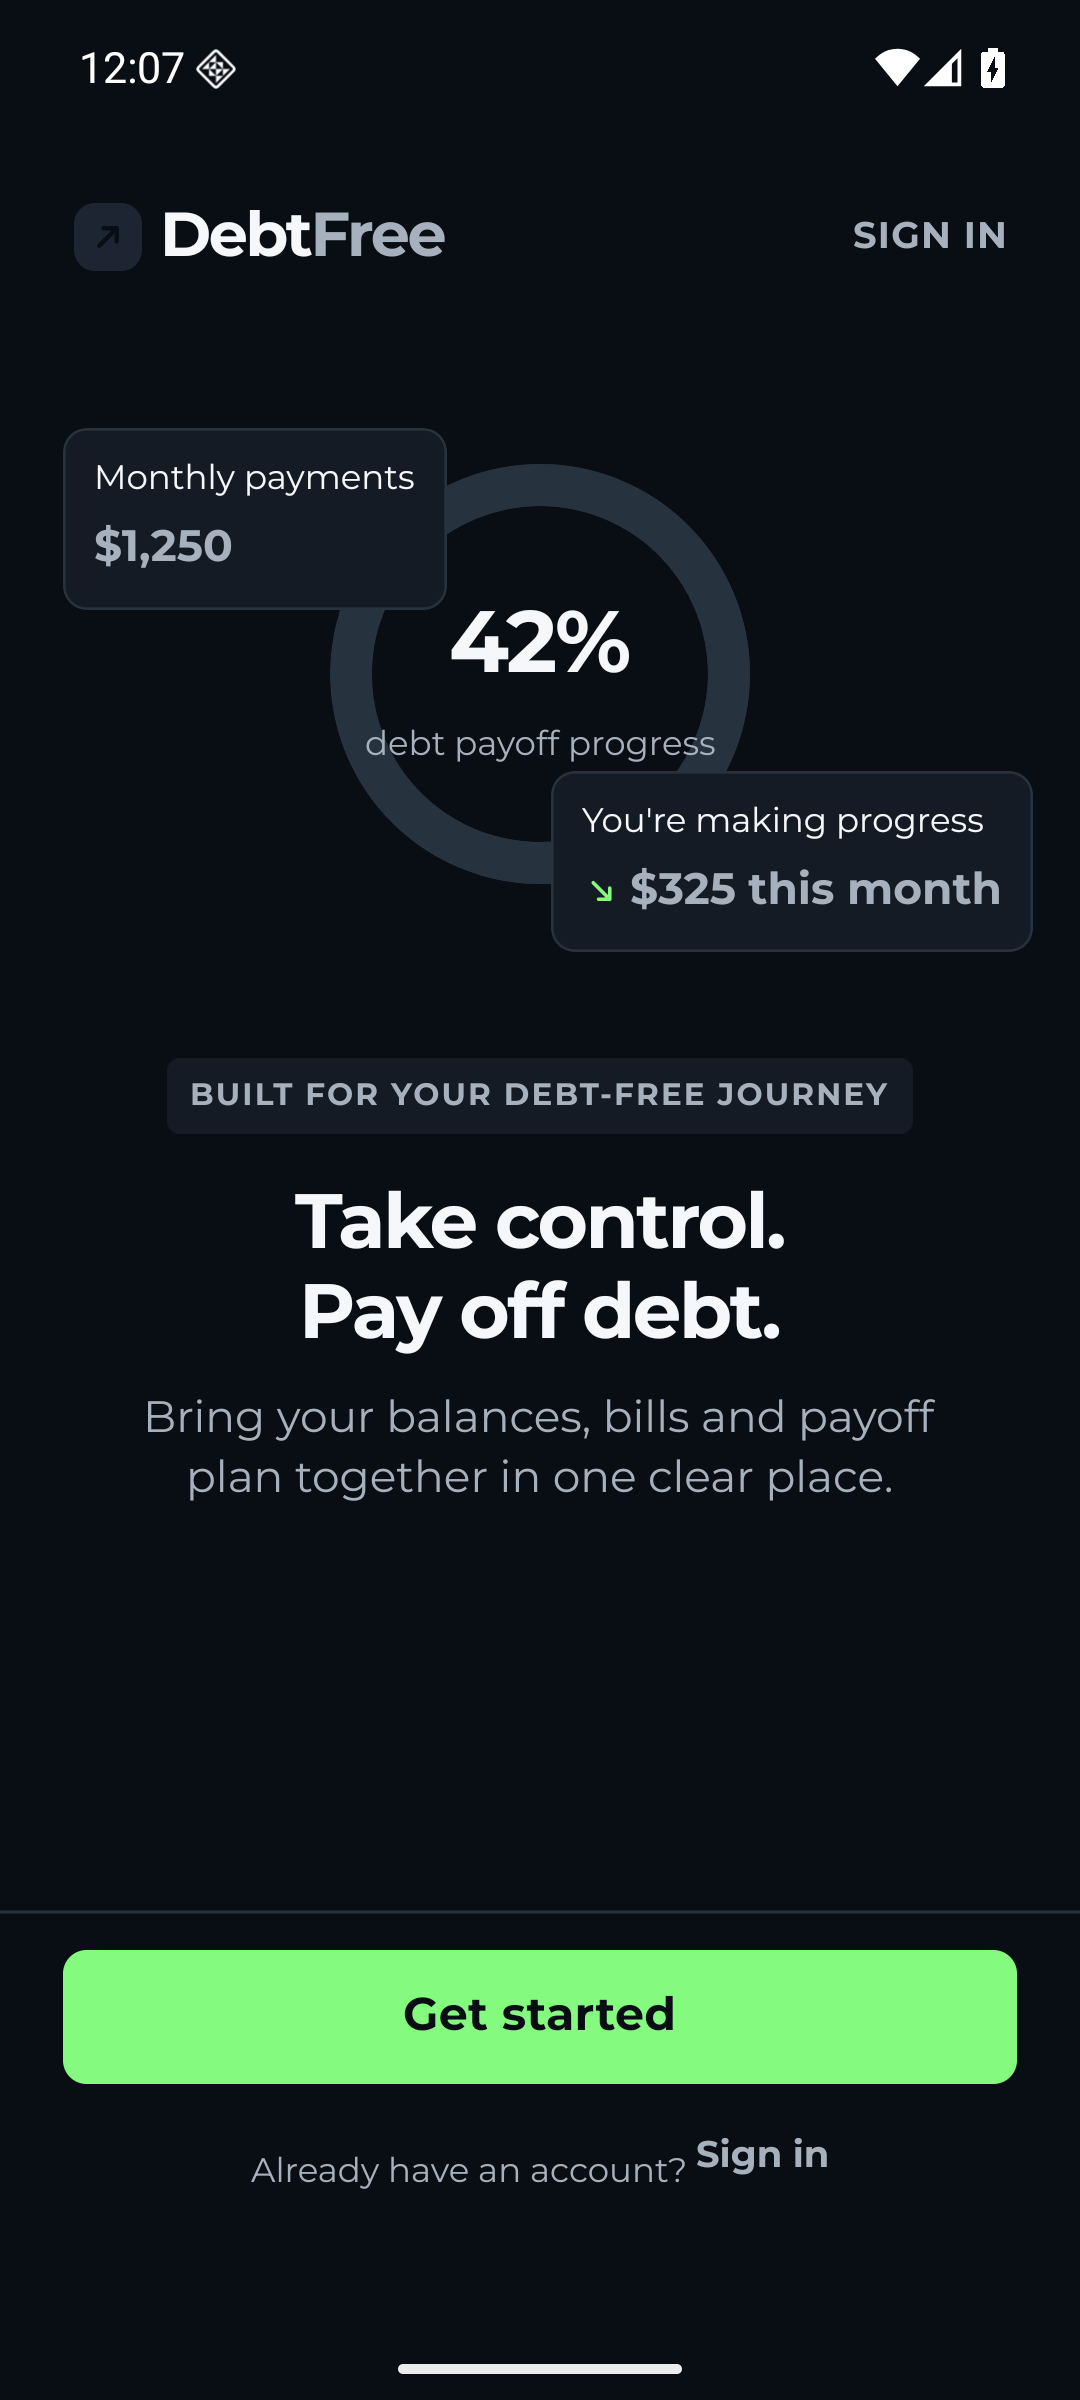 12:07
DebtFree
SIGN IN
Monthly payments
$1,250
42%
debt payoff progress
You're making progress
$325 this month
BUILT FOR YOUR DEBT-FREE JOURNEY
Take control.
Pay off debt.
Bring your balances, bills and payoff
plan together in one clear place.
Get started
Already have an account? Sign in